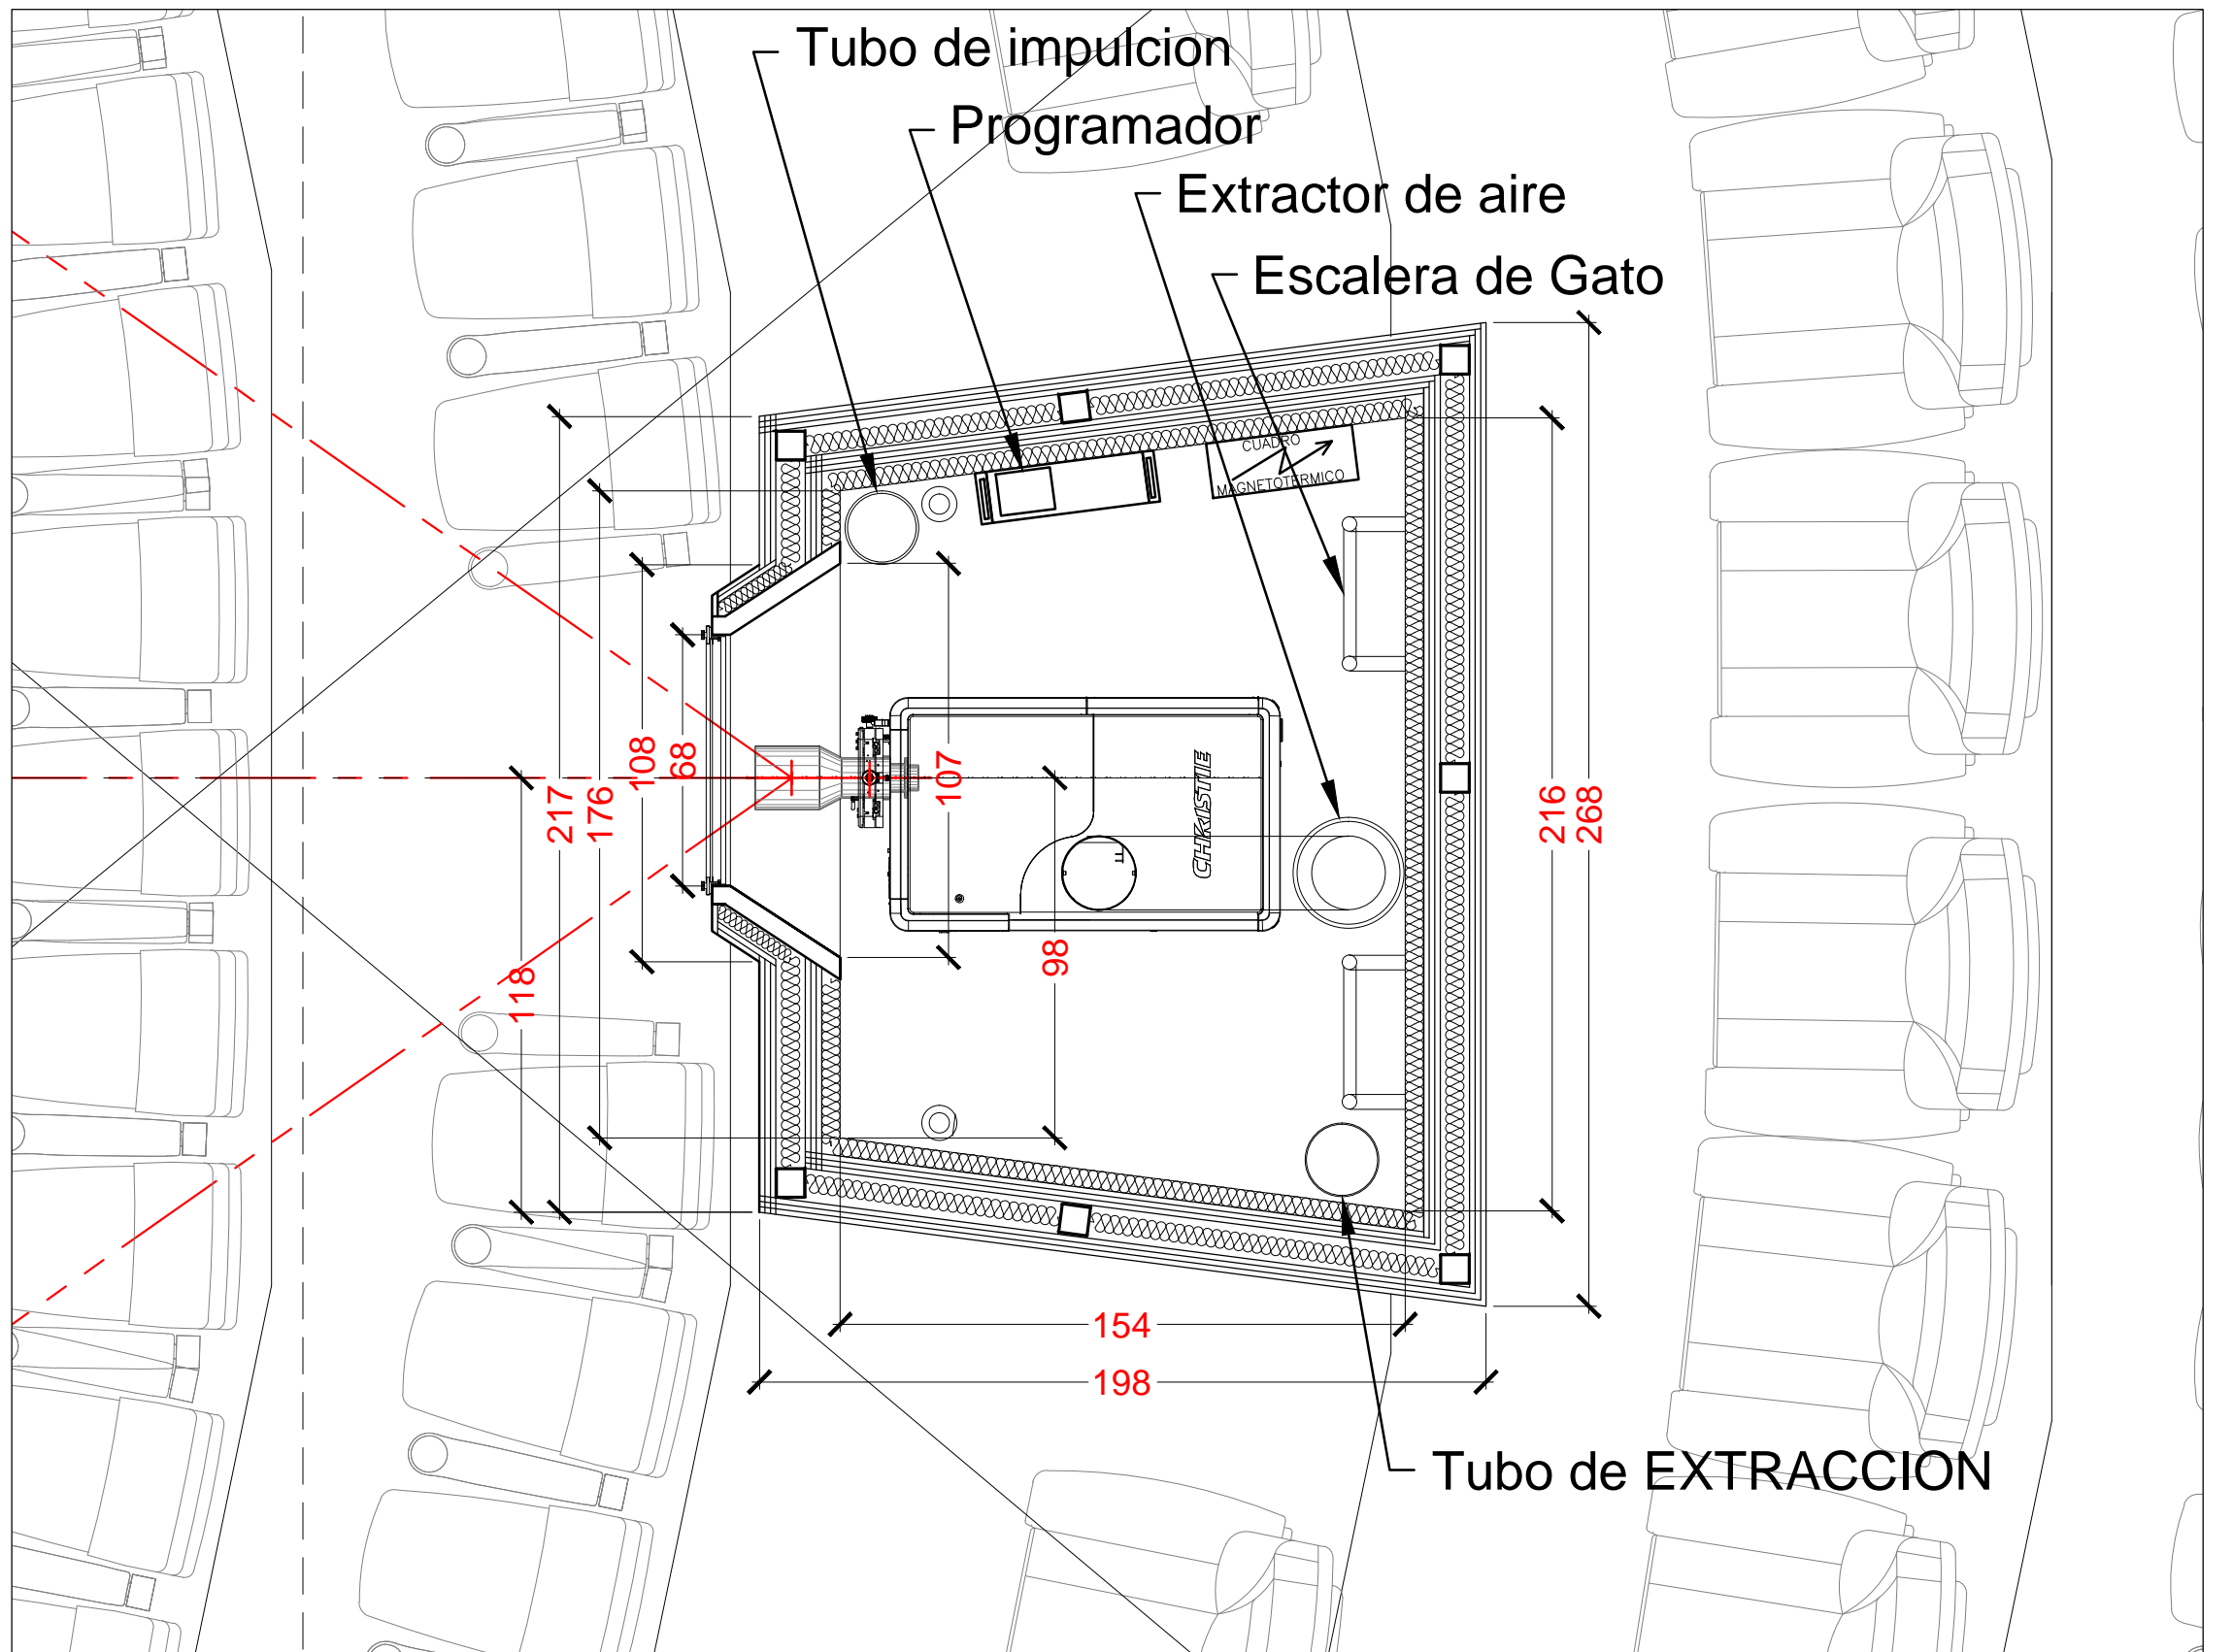 Tubo de impulcion
Programador
Extractor de aire
Escalera de Gato
CUADRO
MAGNETOTERMICO
CHRISTIE
108
68
107
217
176
216
268
98
118
154
198
Tubo de EXTRACCION